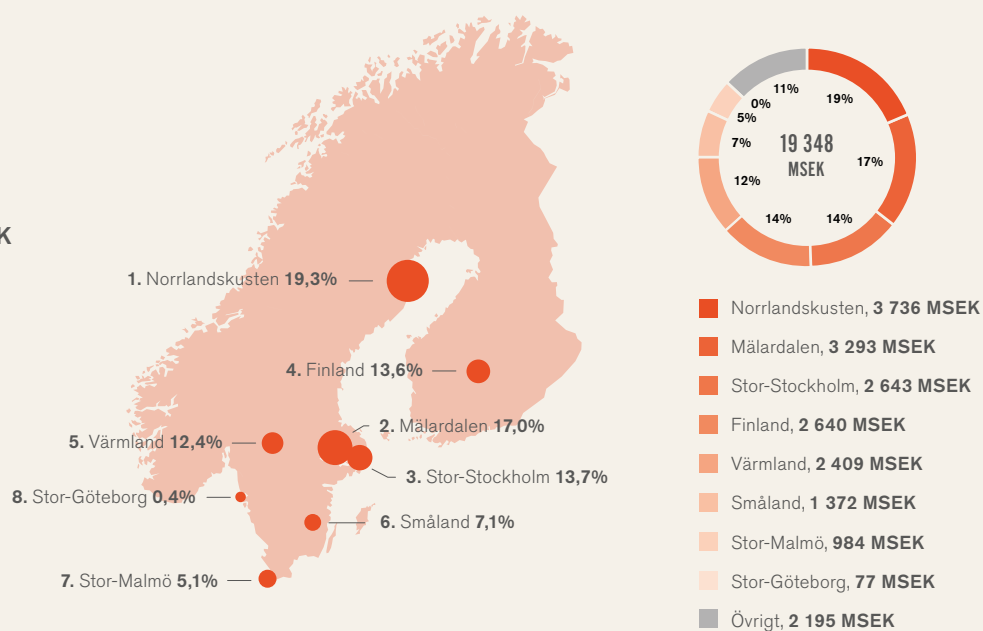 K
1. Norrlandskusten 19,3%
4. Finland 13,6%
2. Mälardalen 17,0%
5. Värmland 12,4%
3. Stor-Stockholm 13,7%
8. Stor-Göteborg 0,4%
6. Småland 7,1%
7. Stor-Malmö 5,1%
11%
19%
0%
5%
7%
19 348
MSEK
17%
12%
14%
14%
Norrlandskusten, 3 736 MSEK
Mälardalen, 3 293 MSEK
Stor-Stockholm, 2 643 MSEK
Finland, 2 640 MSEK
Värmland, 2 409 MSEK
Småland, 1 372 MSEK
Stor-Malmö, 984 MSEK
Stor-Göteborg, 77 MSEK
Övrigt, 2 195 MSEK